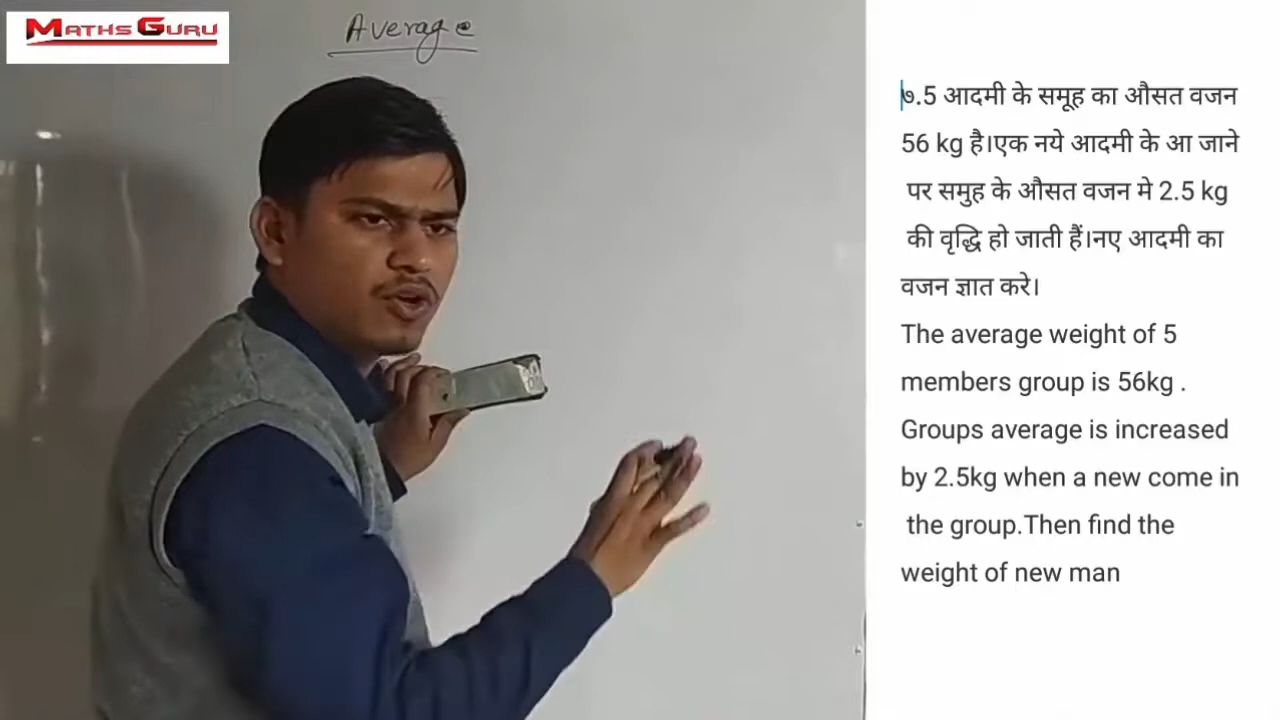 MATHS GURU
Average
७.5 आदमी के समूह का औसत वजन
56 kg है।एक नये आदमी के आ जाने
पर समुह के औसत वजन मे 2.5 kg
की वृद्धि हो जाती हैं।नए आदमी का
वजन ज्ञात करे।
The average weight of 5
members group is 56kg .
Groups average is increased
by 2.5kg when a new come in
the group.Then find the
weight of new man